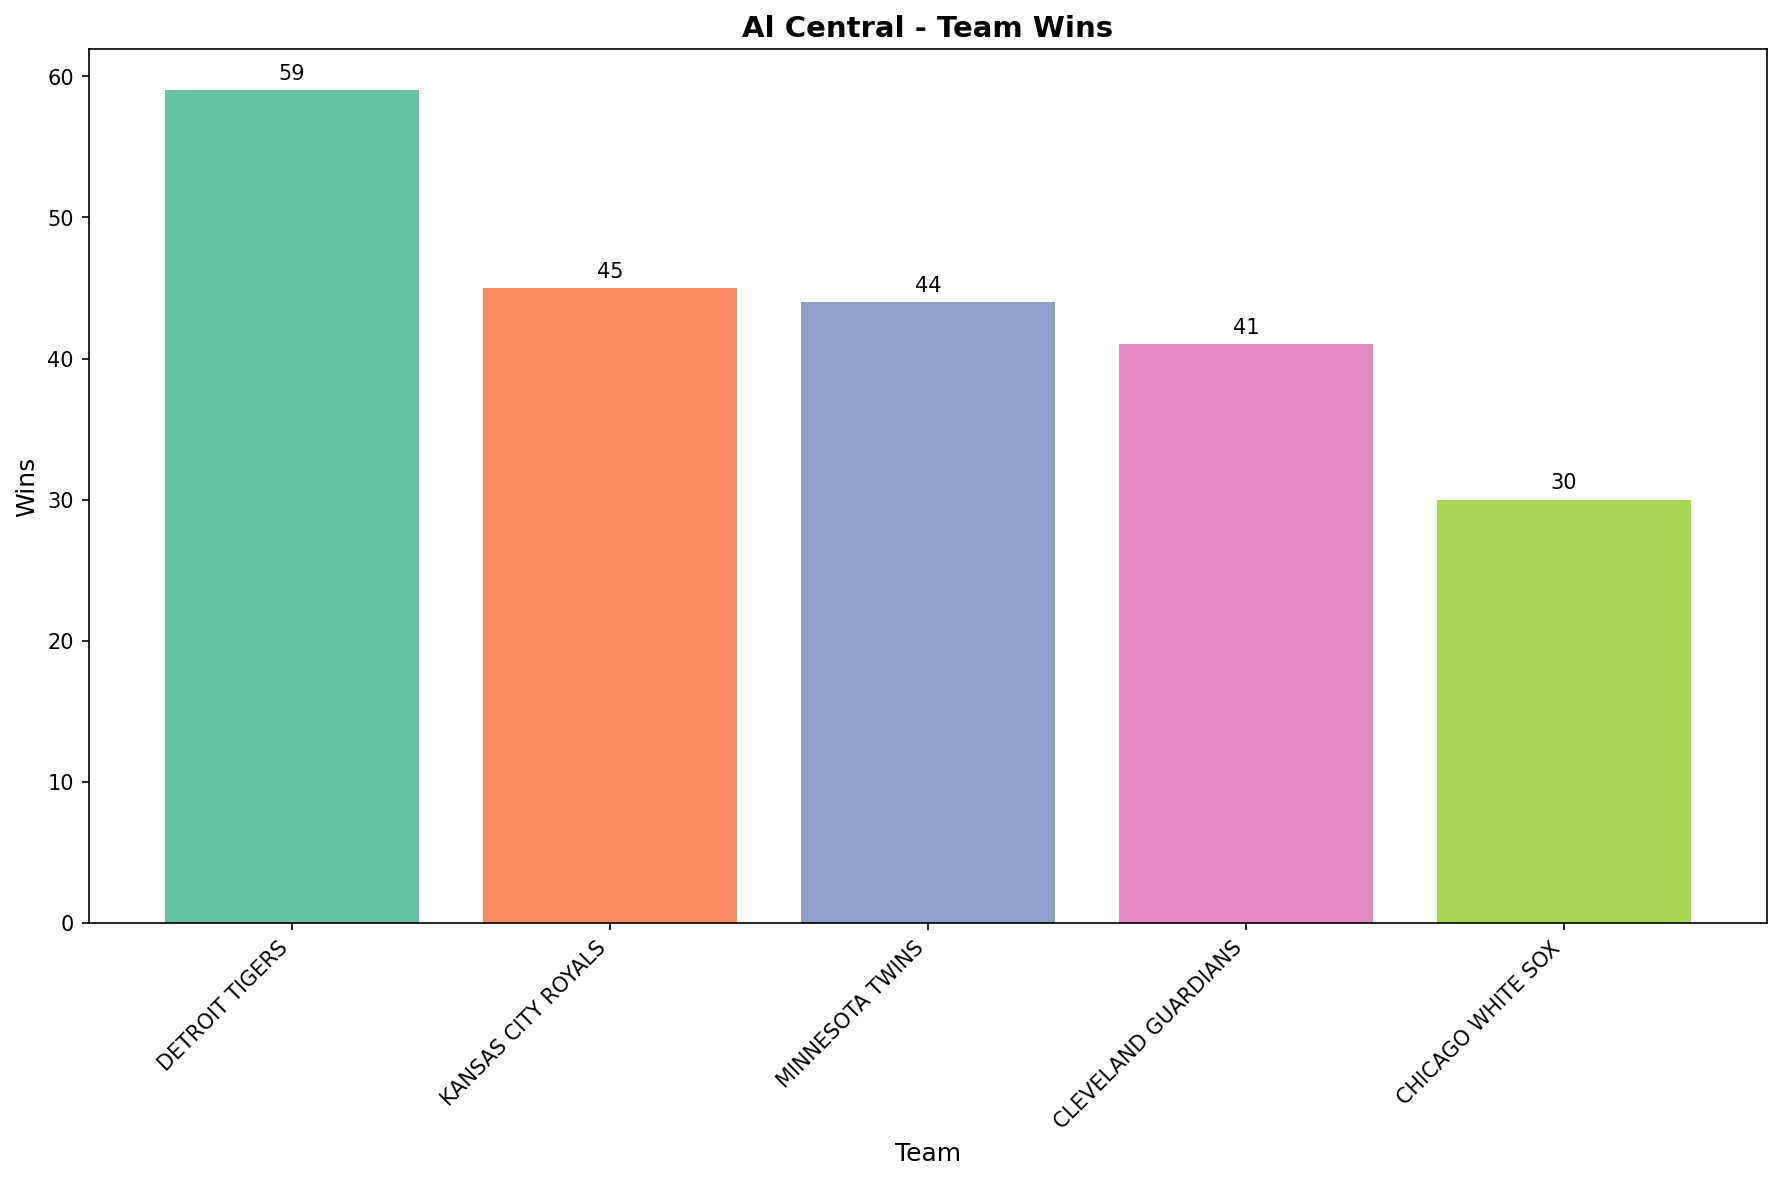 Al Central - Team Wins
Wins
60
50
40
30
20
10
0
59
45
44
41
30
DETROIT TIGERS
KANSAS CITY ROYALS
MINNESOTA TWINS
CLEVELAND GUARDIANS
CHICAGO WHITE SOX
Team